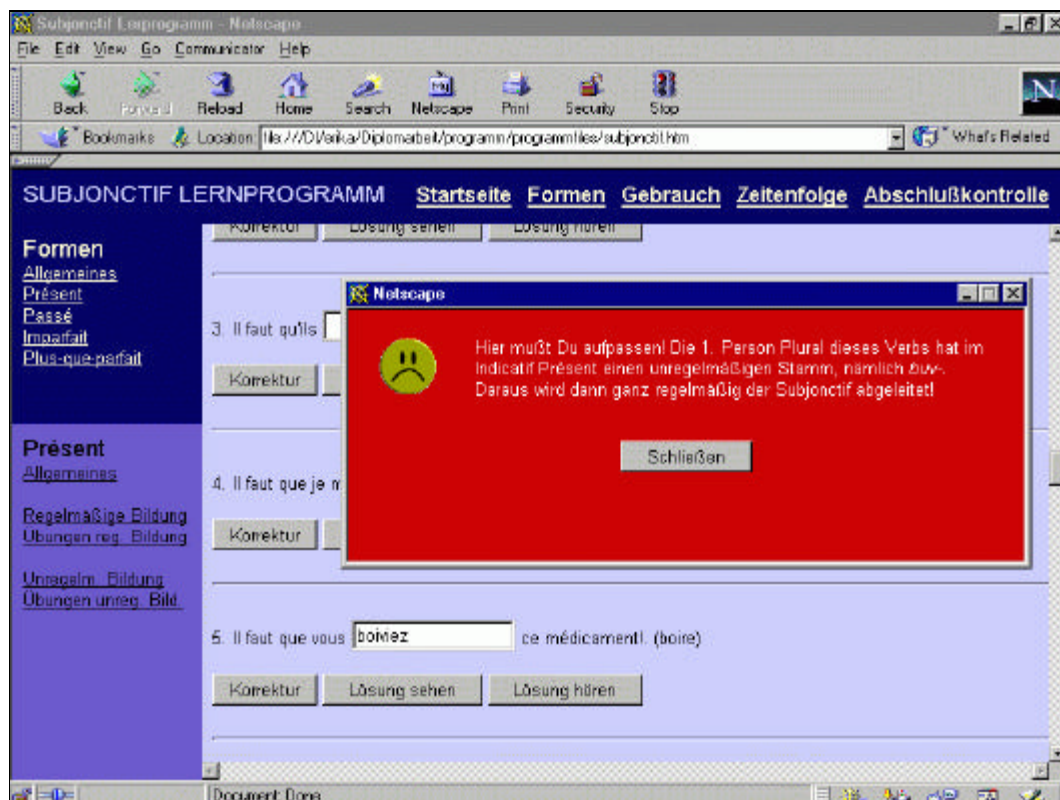 Subjonctif Lernprogramm - Netscape
File Edit View Go Communicator Help
Back Forward Reload Home Search Netscape Print Security Stop
Bookmarks Location: file:///D|/erika/Diplomarbeit/programm/programmfiles/subjonctif.htm What's Related
SUBJONCTIF LERNPROGRAMM Startseite Formen Gebrauch Zeitenfolge Abschlußkontrolle
Formen
Allgemeines
Présent
Passé
Imparfait
Plus-que-parfait
Présent
Allgemeines
Regelmäßige Bildung
Übungen reg. Bildung
Unregelm. Bildung
Übungen unreg. Bild.
Korrektur Lösung sehen Lösung hören
3. Il faut qu'ils
Korrektur
4. Il faut que je
Korrektur
Netscape
Hier mußt Du aufpassen! Die 1. Person Plural dieses Verbs hat im
Indicatif Présent einen unregelmäßigen Stamm, nämlich buv-.
Daraus wird dann ganz regelmäßig der Subjonctif abgeleitet!
Schließen
5. Il faut que vous boiviez ce médicament!. (boire)
Korrektur Lösung sehen Lösung hören
Document: Done